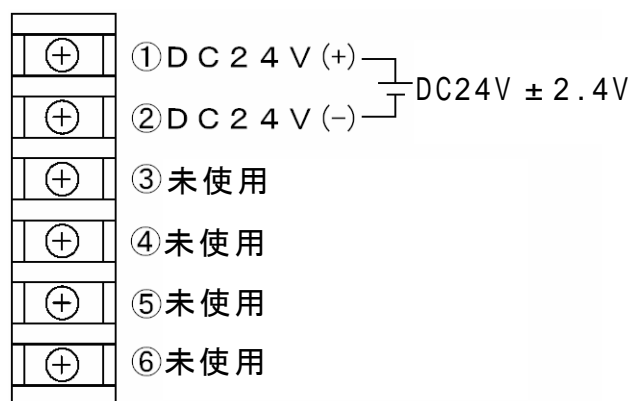 ①DC24V(+)
DC24V ± 2.4V
②DC24V(-)
③未使用
④未使用
⑤未使用
⑥未使用